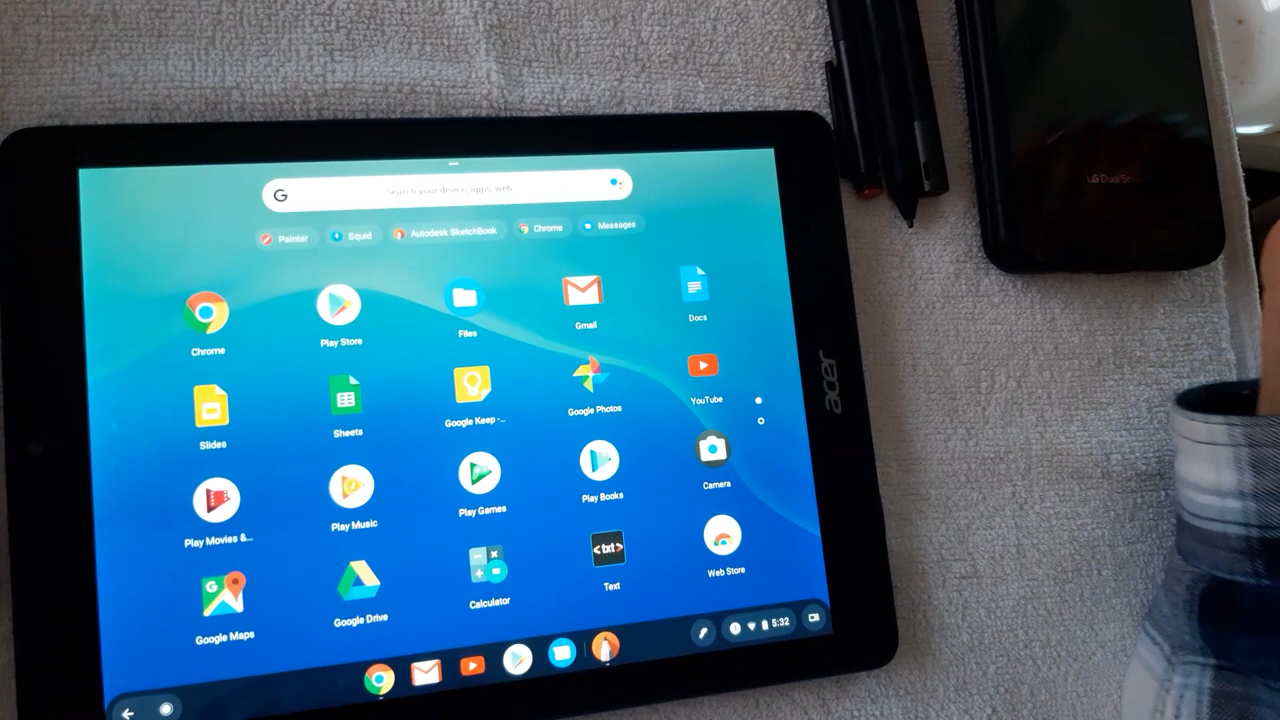 G Search your device, apps, web
Painter Squid Autodesk SketchBook Chrome Messages
Chrome Play Store Files Gmail Docs
Slides Sheets Google Keep -... Google Photos YouTube
Play Movies &... Play Music Play Games Play Books Camera
<txt>
Google Maps Google Drive Calculator Text Web Store
5:32
acer
LG Dual